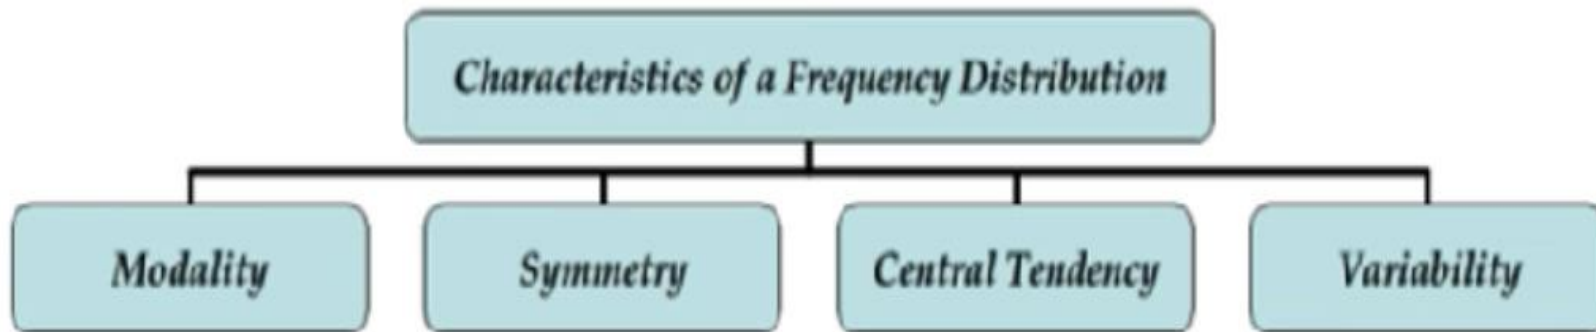 Characteristics of a Frequency Distribution
Modality
Symmetry
Central Tendency
Variability